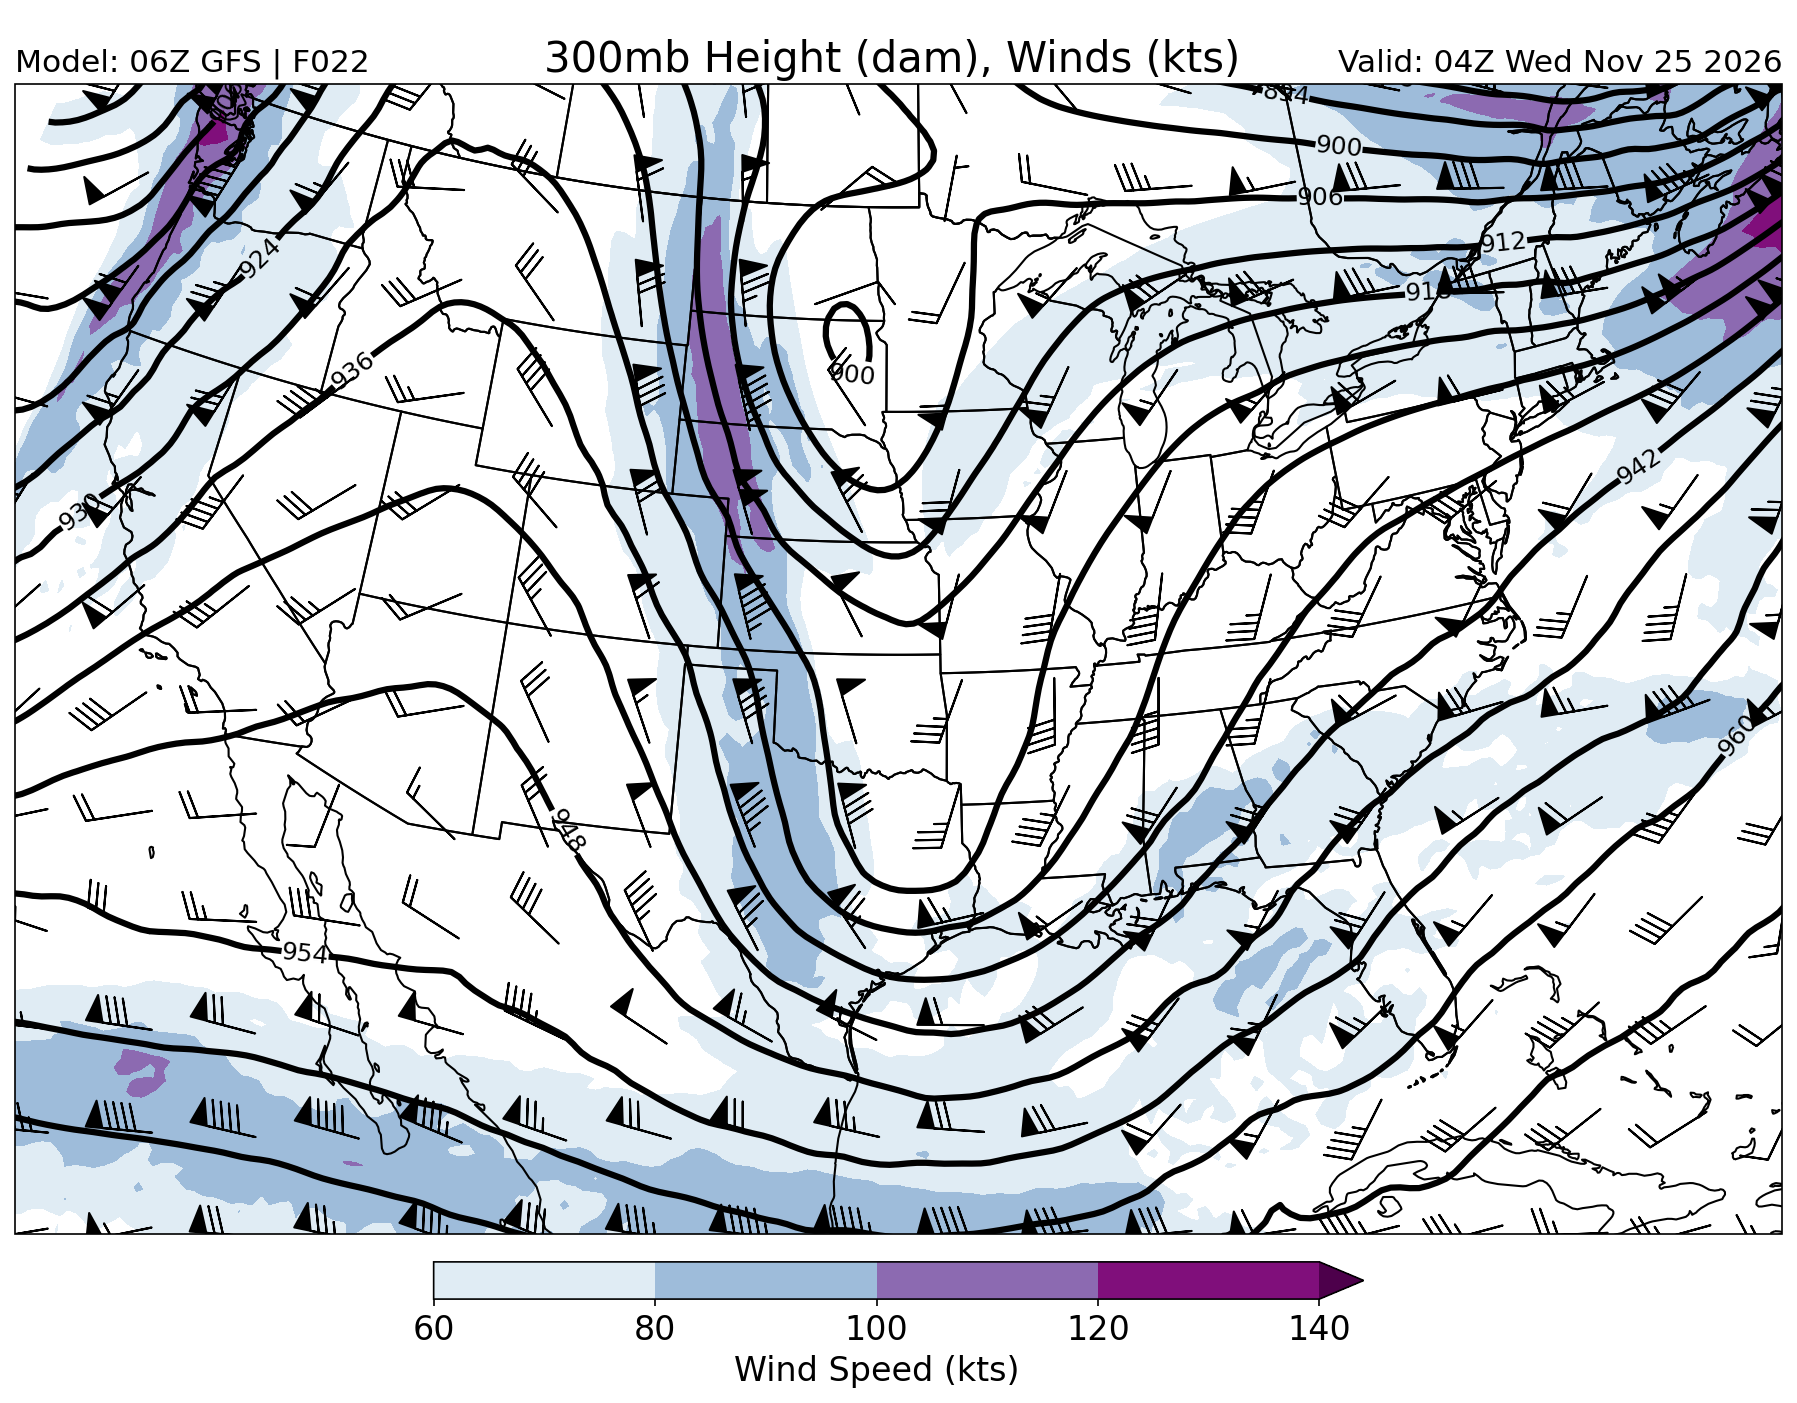 Model: 06Z GFS | F022
300mb Height (dam), Winds (kts)
Valid: 04Z Wed Nov 25 2026
894
900
906
912
924
936
900
942
930
960
948
954
60 80 100 120 140
Wind Speed (kts)